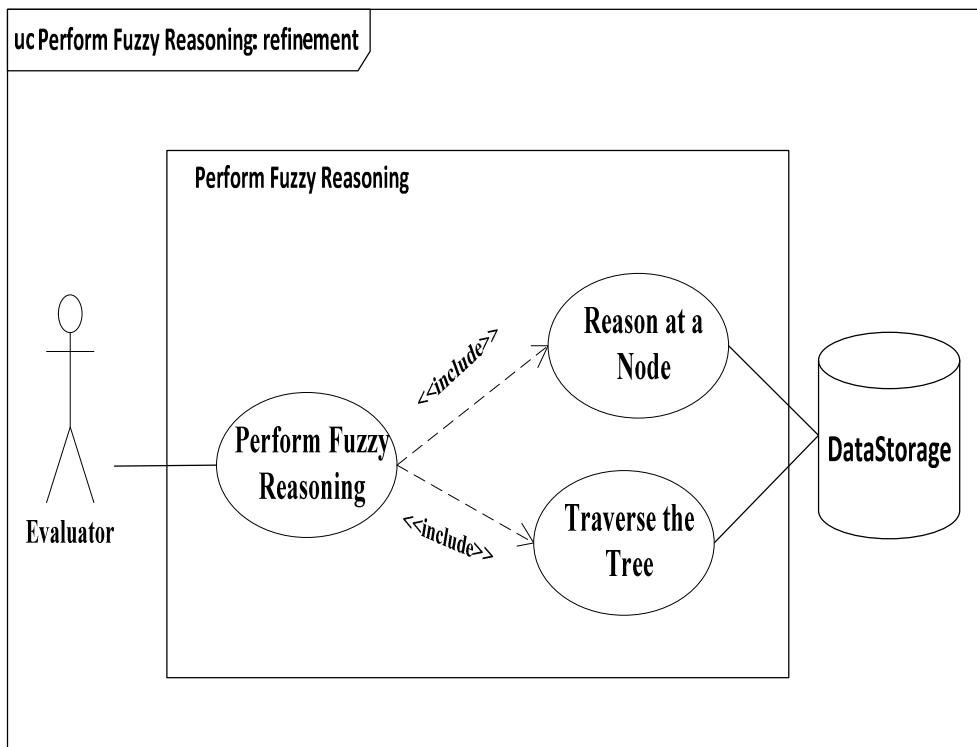 uc Perform Fuzzy Reasoning: refinement
Perform Fuzzy Reasoning
Reason at a
Node
<<include>>
Perform Fuzzy
Reasoning
DataStorage
<<include>>
Traverse the
Tree
Evaluator